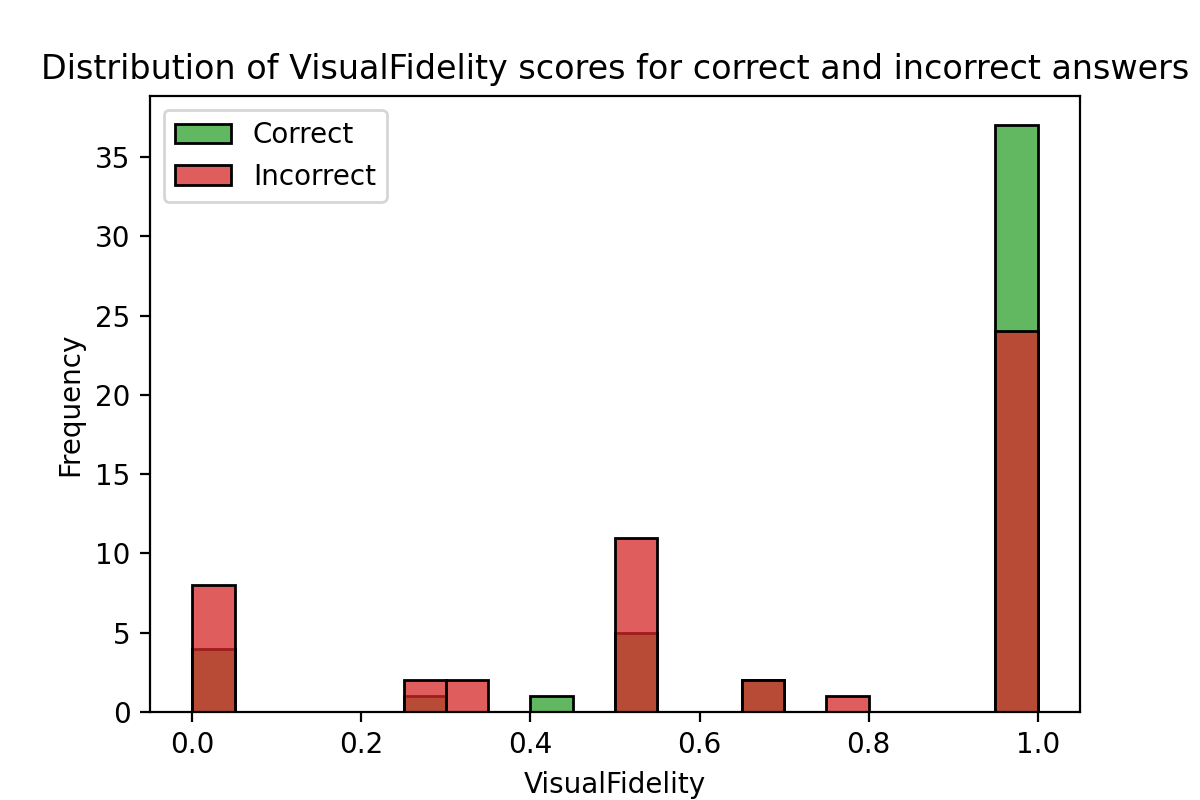 Distribution of VisualFidelity scores for correct and incorrect answers
Correct
Incorrect
35
30
25
20
15
10
5
0
Frequency
0.0 0.2 0.4 0.6 0.8 1.0
VisualFidelity